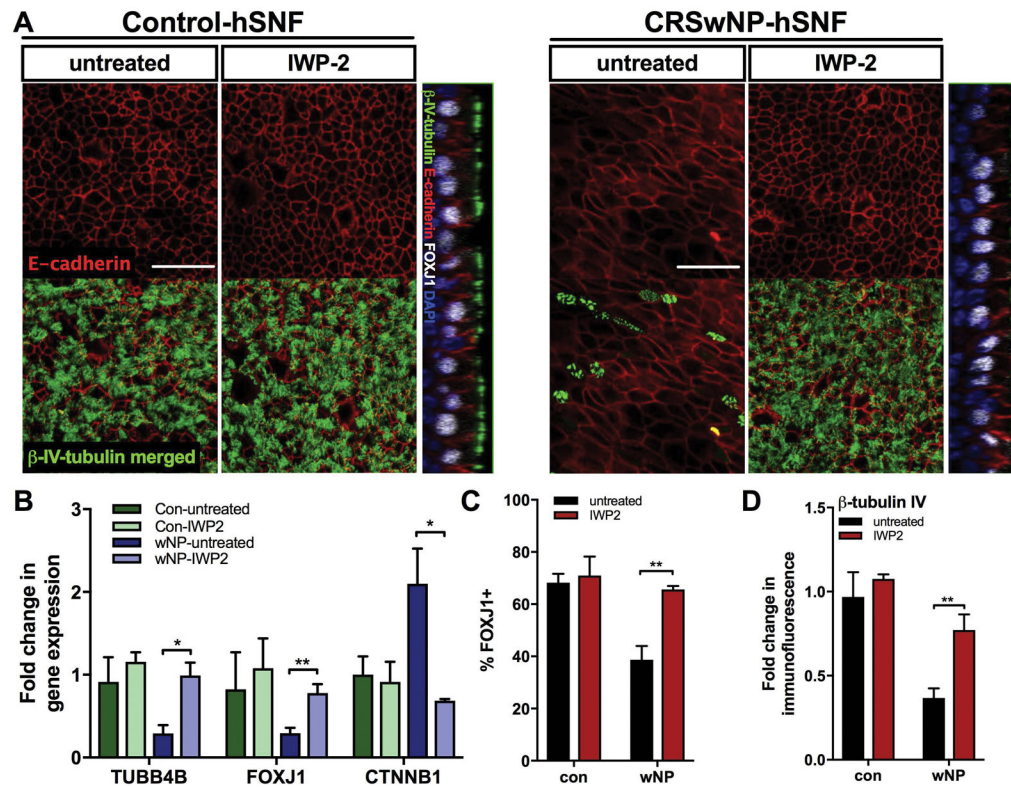 A
Control-hSNF
CRSwNP-hSNF
untreated
IWP-2
untreated
IWP-2
β-IV-tubulin E-cadherin FOXJ1 DAPI
E-cadherin
β-IV-tubulin merged
B
Fold change in
gene expression
3
2
1
0
Con-untreated
Con-IWP2
wNP-untreated
wNP-IWP2
*
**
*
TUBB4B
FOXJ1
CTNNB1
C
% FOXJ1+
100
80
60
40
20
0
untreated
IWP2
**
con
wNP
D
β-tubulin IV
Fold change in
immunofluorescence
1.5
1.0
0.5
0.0
untreated
IWP2
**
con
wNP